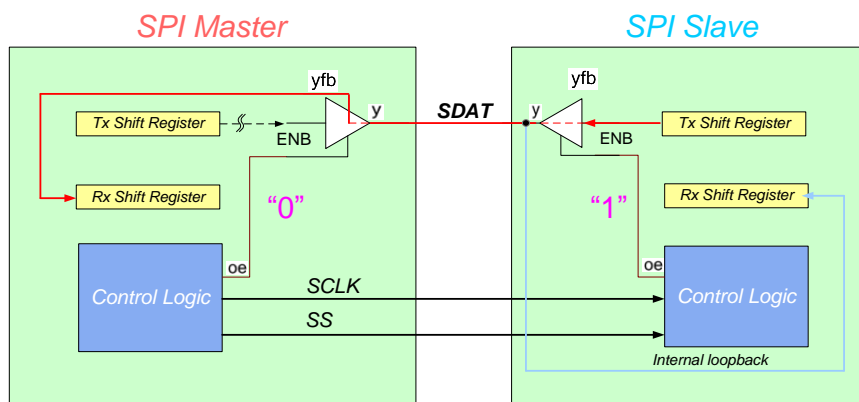 SPI Master
SPI Slave
yfb
yfb
y
SDAT
y
Tx Shift Register
ENB
ENB
Tx Shift Register
Rx Shift Register
Rx Shift Register
“0”
“1”
oe
oe
Control Logic
SCLK
Control Logic
SS
Internal loopback